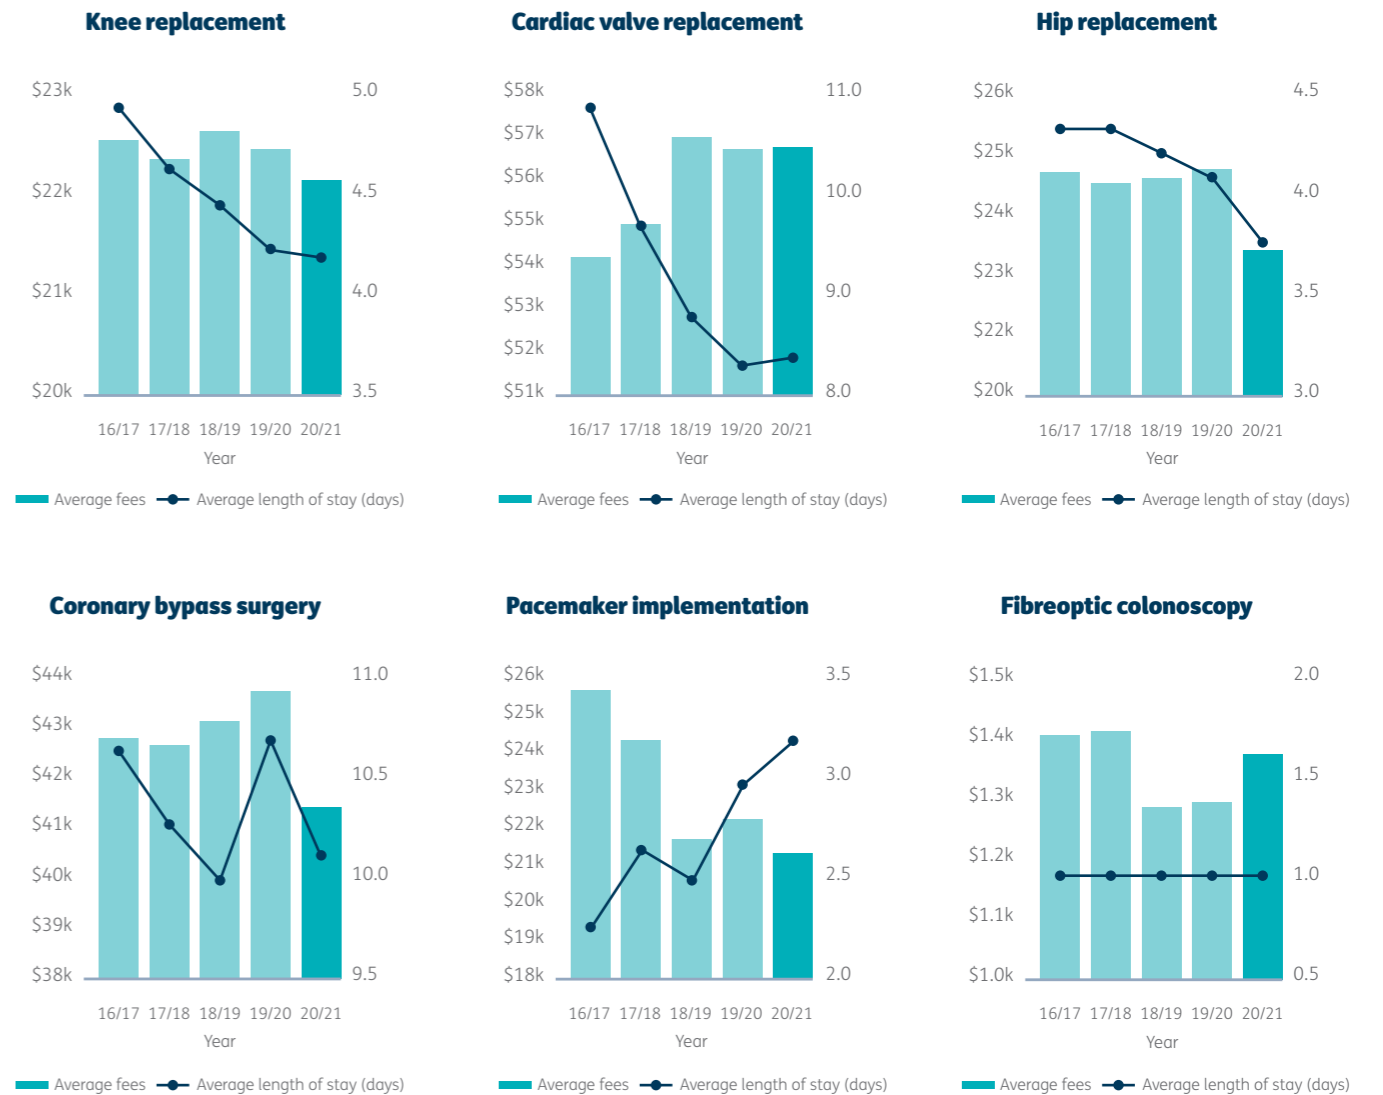 Knee replacement
$23k
$22k
$21k
$20k
5.0
4.5
4.0
3.5
16/17 17/18 18/19 19/20 20/21
Year
Average fees Average length of stay (days)
Cardiac valve replacement
$58k
$57k
$56k
$55k
$54k
$53k
$52k
$51k
11.0
10.0
9.0
8.0
16/17 17/18 18/19 19/20 20/21
Year
Average fees Average length of stay (days)
Hip replacement
$26k
$25k
$24k
$23k
$22k
$20k
4.5
4.0
3.5
3.0
16/17 17/18 18/19 19/20 20/21
Year
Average fees Average length of stay (days)
Coronary bypass surgery
$44k
$43k
$42k
$41k
$40k
$39k
$38k
11.0
10.5
10.0
9.5
16/17 17/18 18/19 19/20 20/21
Year
Average fees Average length of stay (days)
Pacemaker implementation
$26k
$25k
$24k
$23k
$22k
$21k
$20k
$19k
$18k
3.5
3.0
2.5
2.0
16/17 17/18 18/19 19/20 20/21
Year
Average fees Average length of stay (days)
Fibreoptic colonoscopy
$1.5k
$1.4k
$1.3k
$1.2k
$1.1k
$1.0k
2.0
1.5
1.0
0.5
16/17 17/18 18/19 19/20 20/21
Year
Average fees Average length of stay (days)